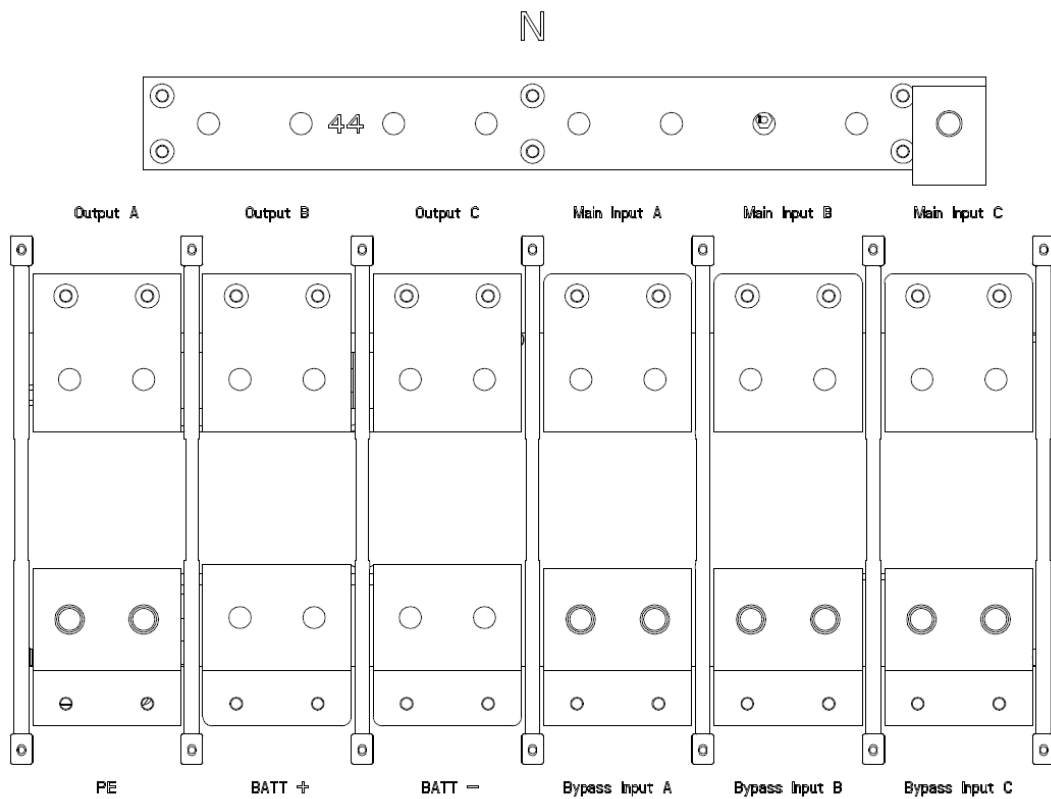 N
44
Output A Output B Output C Main Input A Main Input B Main Input C
PE BATT + BATT − Bypass Input A Bypass Input B Bypass Input C